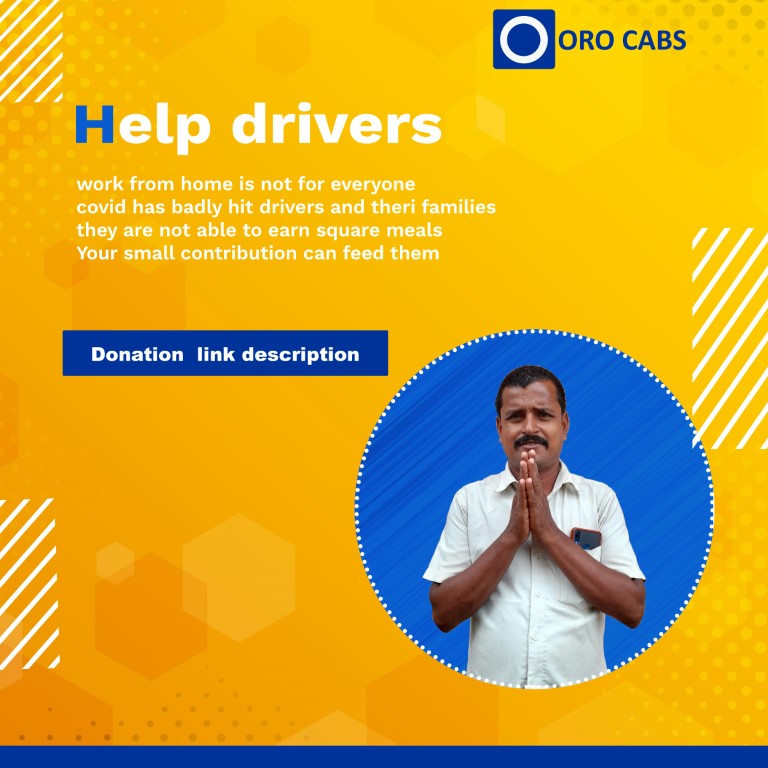 ORO CABS
Help drivers
work from home is not for everyone
covid has badly hit drivers and theri families
they are not able to earn square meals
Your small contribution can feed them
Donation link description